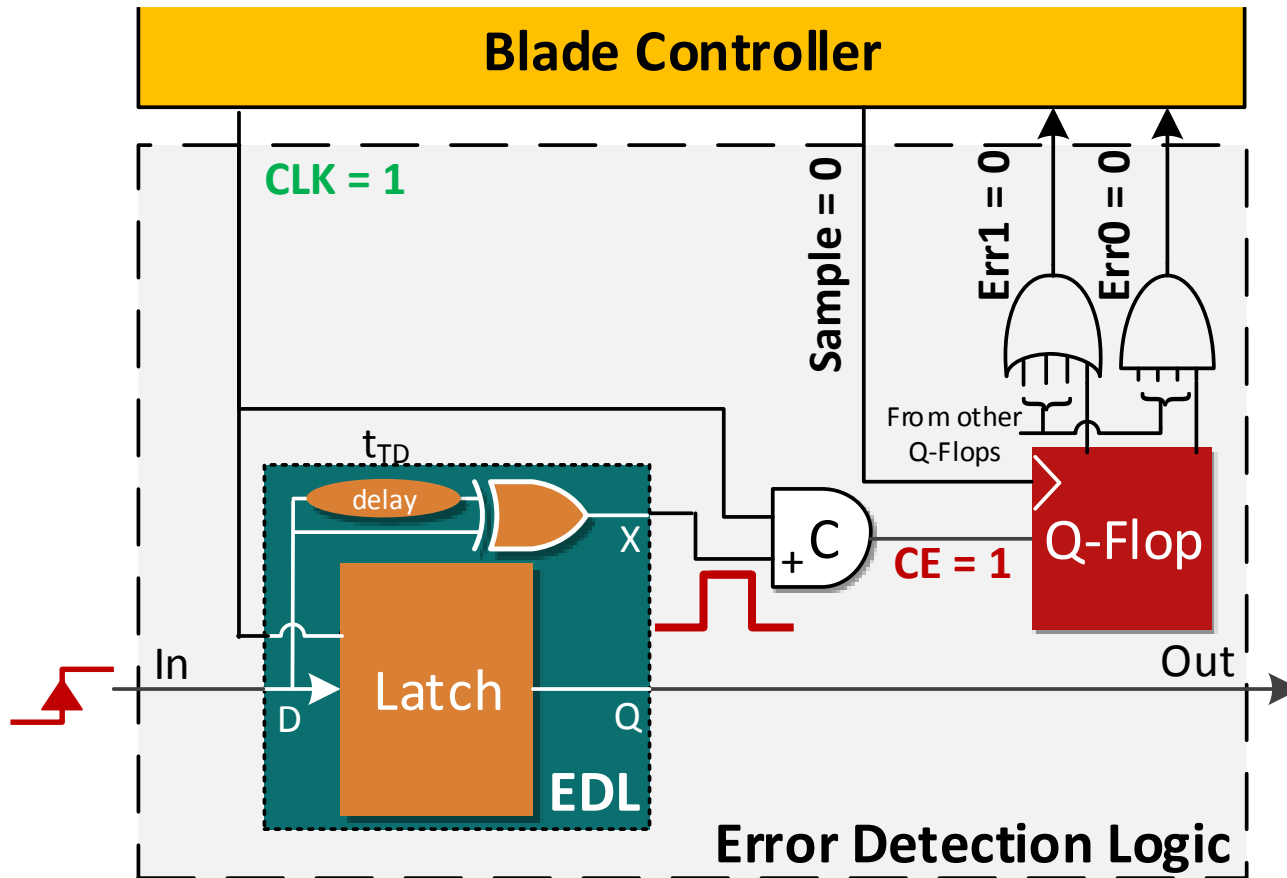 Blade Controller
CLK = 1
Sample = 0
Err1 = 0
Err0 = 0
From other
Q-Flops
tTD
delay
X
C
+
CE = 1
Q-Flop
In
Out
D
Latch
Q
EDL
Error Detection Logic